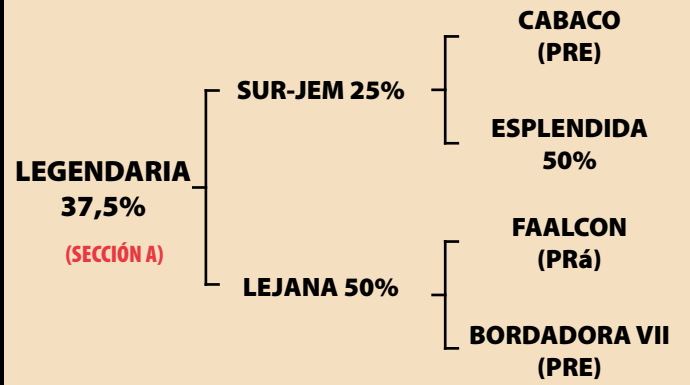 CABACO
(PRE)
SUR-JEM 25%
ESPLENDIDA
50%
LEGENDARIA
37,5%
(SECCIÓN A)
FAALCON
(PRá)
LEJANA 50%
BORDADORA VII
(PRE)